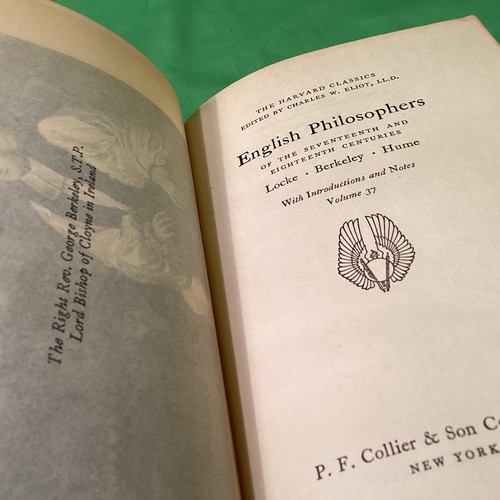 The Right Rev. George Berkeley, S.T.P.
Lord Bishop of Cloyne in Ireland
THE HARVARD CLASSICS
EDITED BY CHARLES W. ELIOT, LL.D.
English Philosophers
OF THE SEVENTEENTH AND
EIGHTEENTH CENTURIES
Locke · Berkeley · Hume
With Introductions and Notes
Volume 37
P. F. Collier & Son Co
NEW YORK